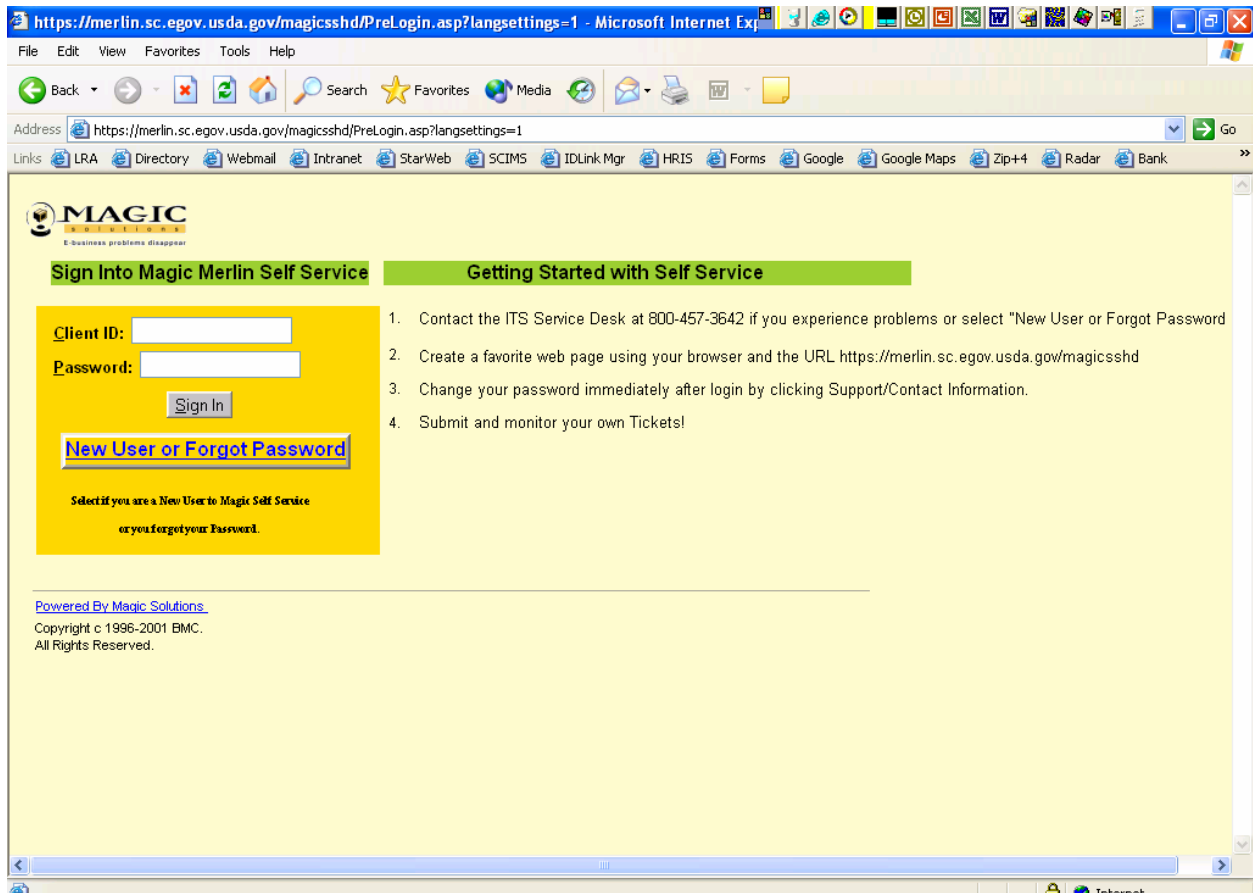 https://merlin.sc.egov.usda.gov/magicsshd/PreLogin.asp?langsettings=1 - Microsoft Internet Exp
File Edit View Favorites Tools Help
Back Search Favorites Media
Address https://merlin.sc.egov.usda.gov/magicsshd/PreLogin.asp?langsettings=1 Go
Links LRA Directory Webmail Intranet StarWeb SCIMS IDLink Mgr HRIS Forms Google Google Maps Zip+4 Radar Bank »
MAGIC
solutions
E-business problems disappear
Sign Into Magic Merlin Self Service
Getting Started with Self Service
Client ID:
Password:
Sign In
New User or Forgot Password
Select if you are a New User to Magic Self Service
or you forgot your Password.
1. Contact the ITS Service Desk at 800-457-3642 if you experience problems or select "New User or Forgot Password
2. Create a favorite web page using your browser and the URL https://merlin.sc.egov.usda.gov/magicsshd
3. Change your password immediately after login by clicking Support/Contact Information.
4. Submit and monitor your own Tickets!
Powered By Magic Solutions
Copyright c 1996-2001 BMC.
All Rights Reserved.
Internet